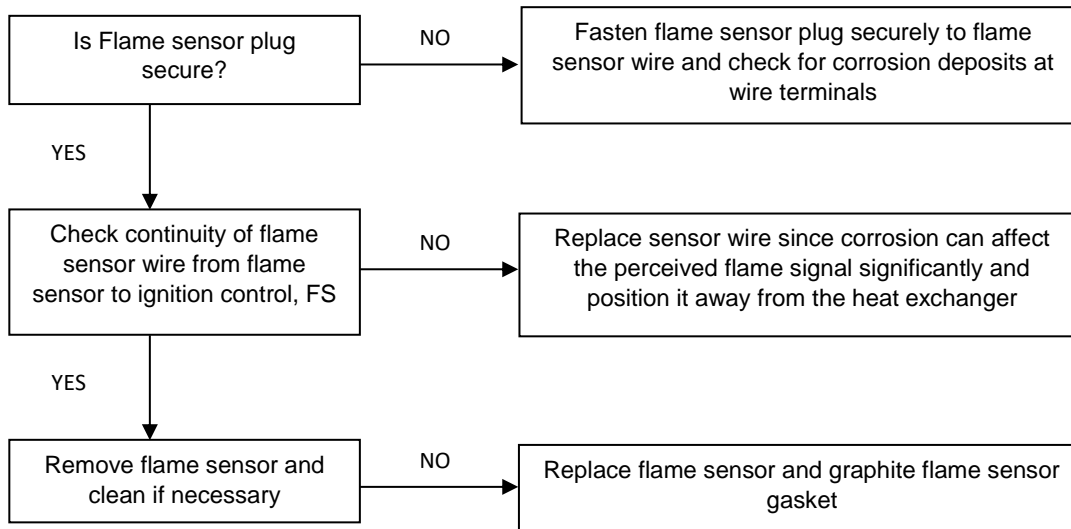 Is Flame sensor plug
secure?
NO
Fasten flame sensor plug securely to flame
sensor wire and check for corrosion deposits at
wire terminals
YES
Check continuity of flame
sensor wire from flame
sensor to ignition control, FS
NO
Replace sensor wire since corrosion can affect
the perceived flame signal significantly and
position it away from the heat exchanger
YES
Remove flame sensor and
clean if necessary
NO
Replace flame sensor and graphite flame sensor
gasket